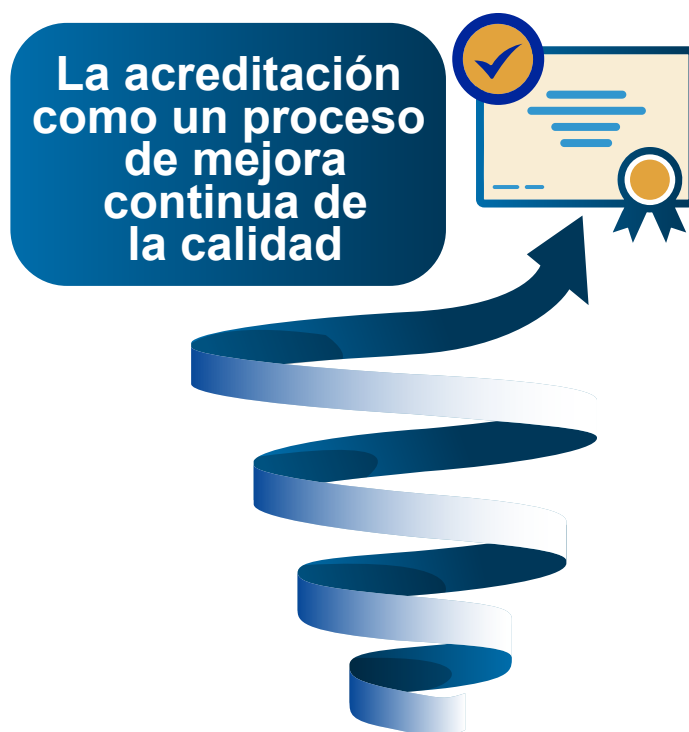 La acreditación
como un proceso
de mejora
continua de
la calidad